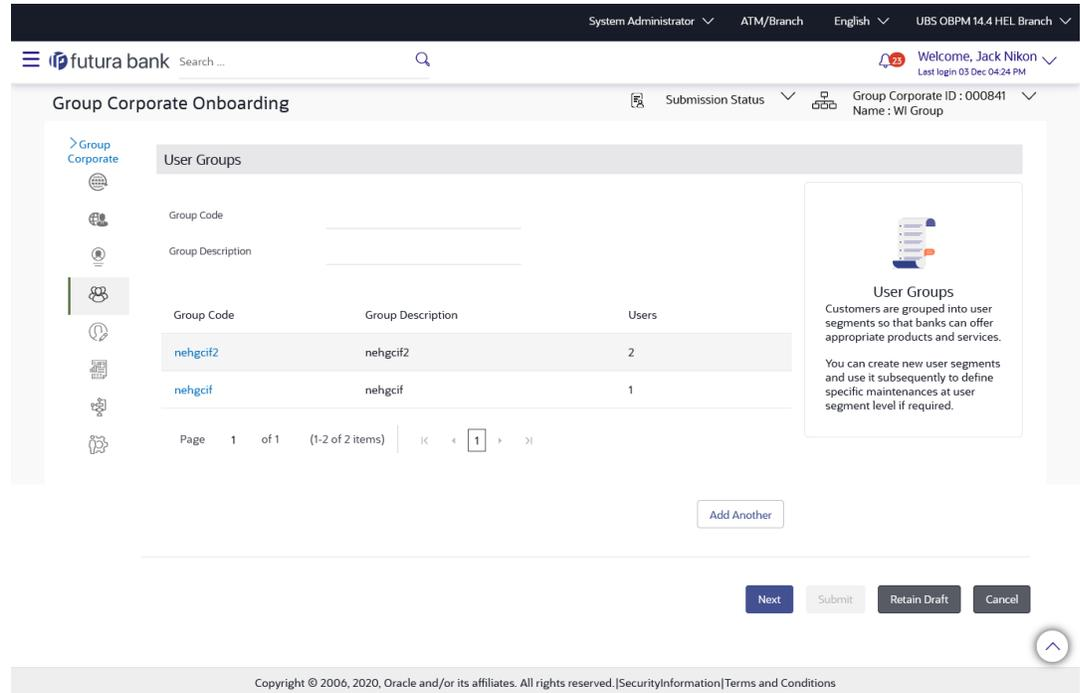 System Administrator ATM/Branch English UBS OBPM 14.4 HEL Branch
futura bank Search ... 23 Welcome, Jack Nikon
Last login 03 Dec 04:24 PM
Group Corporate Onboarding Submission Status Group Corporate ID : 000841
Name : WI Group
Group
Corporate
User Groups
Group Code
Group Description
Group Code Group Description Users
nehgcif2 nehgcif2 2
nehgcif nehgcif 1
Page 1 of 1 (1-2 of 2 items) 1
User Groups
Customers are grouped into user
segments so that banks can offer
appropriate products and services.
You can create new user segments
and use it subsequently to define
specific maintenances at user
segment level if required.
Add Another
Next Submit Retain Draft Cancel
Copyright © 2006, 2020, Oracle and/or its affiliates. All rights reserved.|SecurityInformation|Terms and Conditions